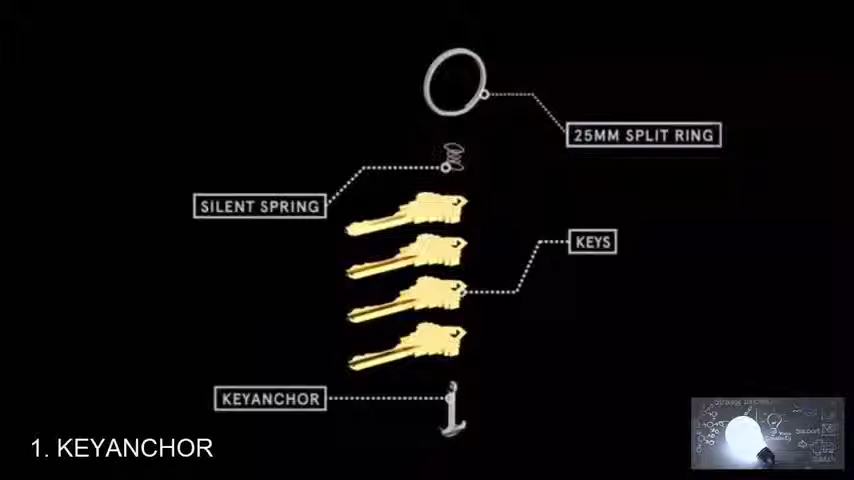 25MM SPLIT RING
SILENT SPRING
KEYS
KEYANCHOR
1. KEYANCHOR